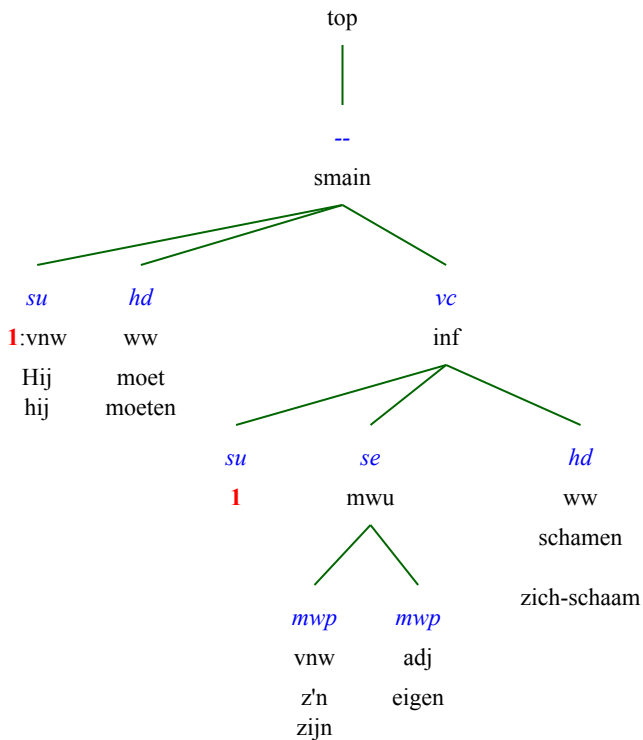 top
--
smain
su hd vc
1:vnw ww inf
Hij moet
hij moeten
su se hd
1 mwu ww
schamen
zich-schaam
mwp mwp
vnw adj
z'n eigen
zijn